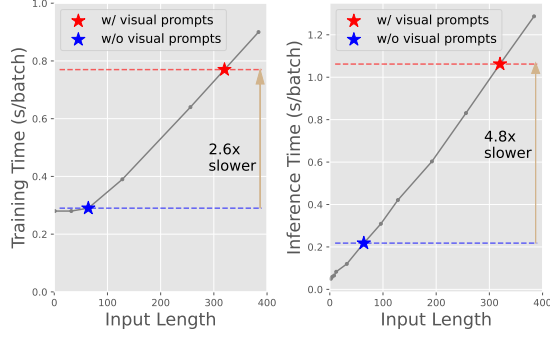 w/ visual prompts
w/o visual prompts
Training Time (s/batch)
1.0
0.8
0.6
0.4
0.2
0.0
2.6x
slower
0 100 200 300 400
Input Length
w/ visual prompts
w/o visual prompts
Inference Time (s/batch)
1.2
1.0
0.8
0.6
0.4
0.2
0.0
4.8x
slower
0 100 200 300 400
Input Length